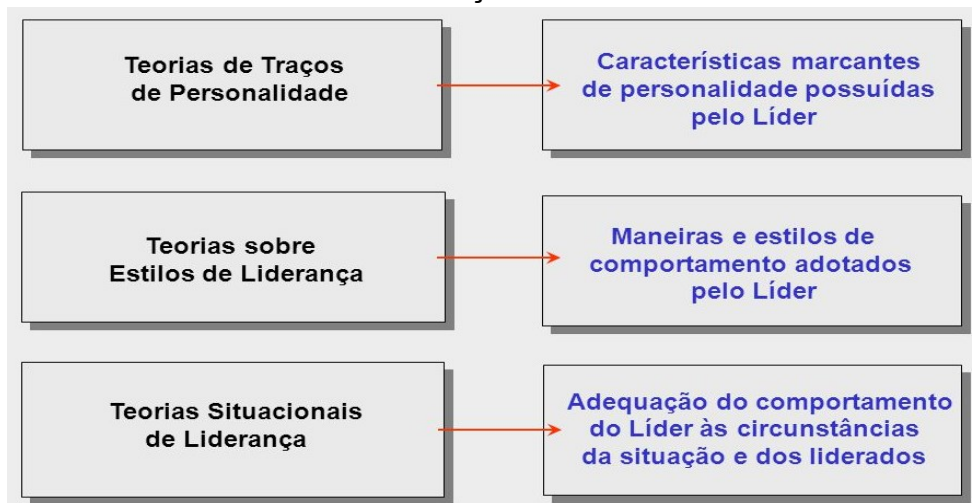 Teorias de Traços
de Personalidade
Características marcantes
de personalidade possuídas
pelo Líder
Teorias sobre
Estilos de Liderança
Maneiras e estilos de
comportamento adotados
pelo Líder
Teorias Situacionais
de Liderança
Adequação do comportamento
do Líder às circunstâncias
da situação e dos liderados